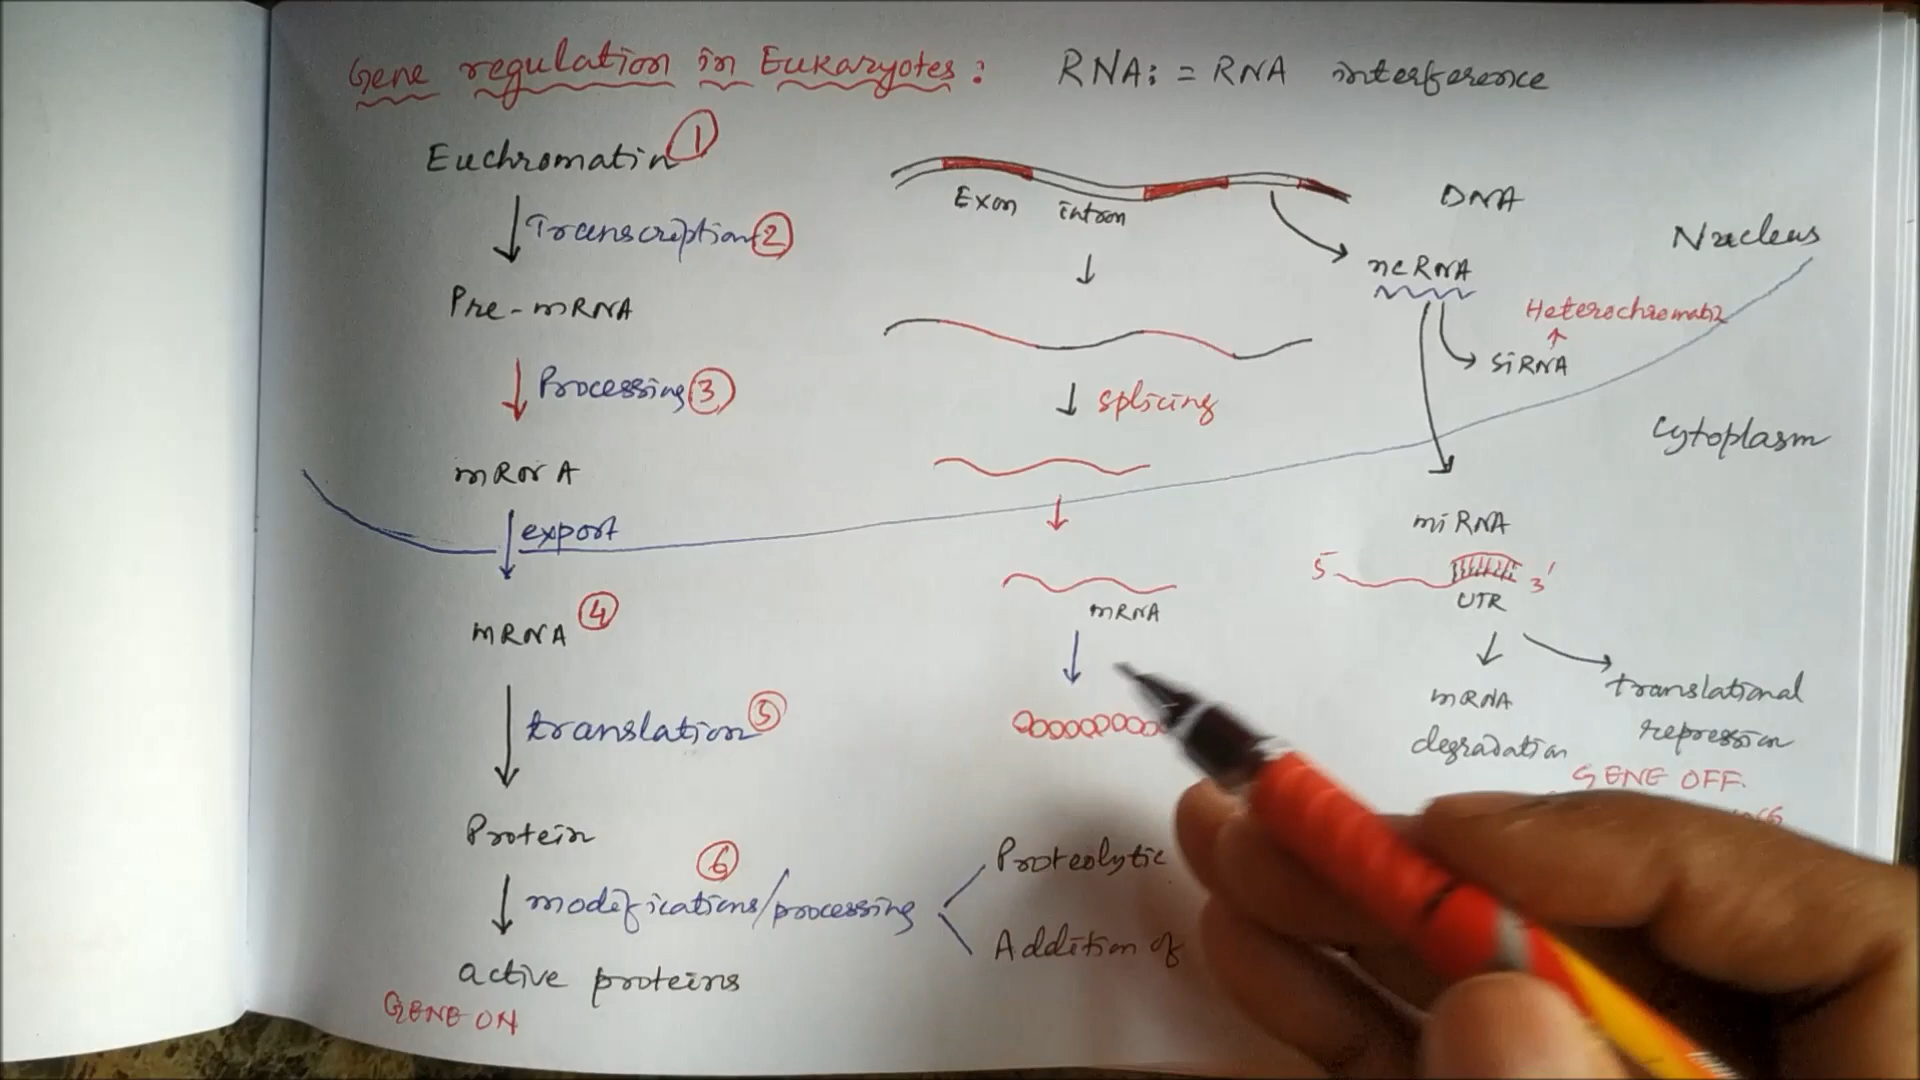 Gene regulation in Eukaryotes: RNAi = RNA interference
Euchromatin 1
Transcription 2
Pre-mRNA
Processing 3
mRNA
export
mRNA 4
translation 5
Protein
6
modifications/processing
active proteins
GENE ON
Exon intron
DNA
Nucleus
ncRNA
Heterochromatin
SiRNA
splicing
Cytoplasm
miRNA
5 3'
UTR
mRNA
mRNA
degradation
translational
repression
GENE OFF.
Proteolytic
Addition of